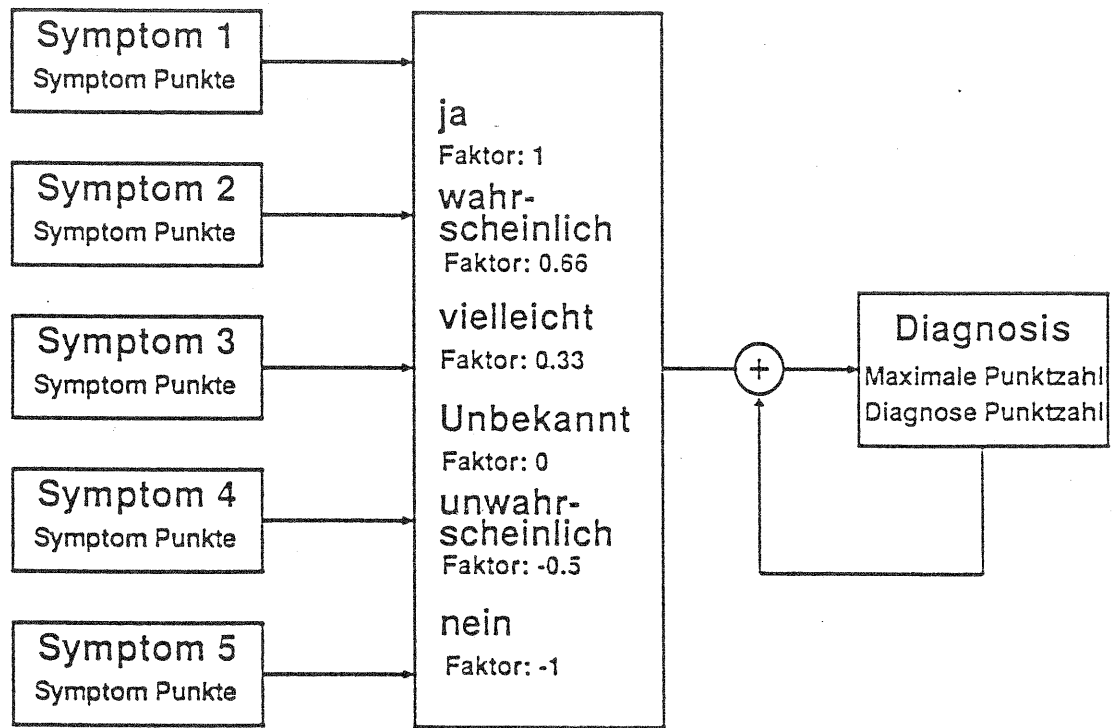 Symptom 1
Symptom Punkte
Symptom 2
Symptom Punkte
Symptom 3
Symptom Punkte
Symptom 4
Symptom Punkte
Symptom 5
Symptom Punkte
ja
Faktor: 1
wahr-
scheinlich
Faktor: 0.66
vielleicht
Faktor: 0.33
Unbekannt
Faktor: 0
unwahr-
scheinlich
Faktor: -0.5
nein
Faktor: -1
+
Diagnosis
Maximale Punktzahl
Diagnose Punktzahl